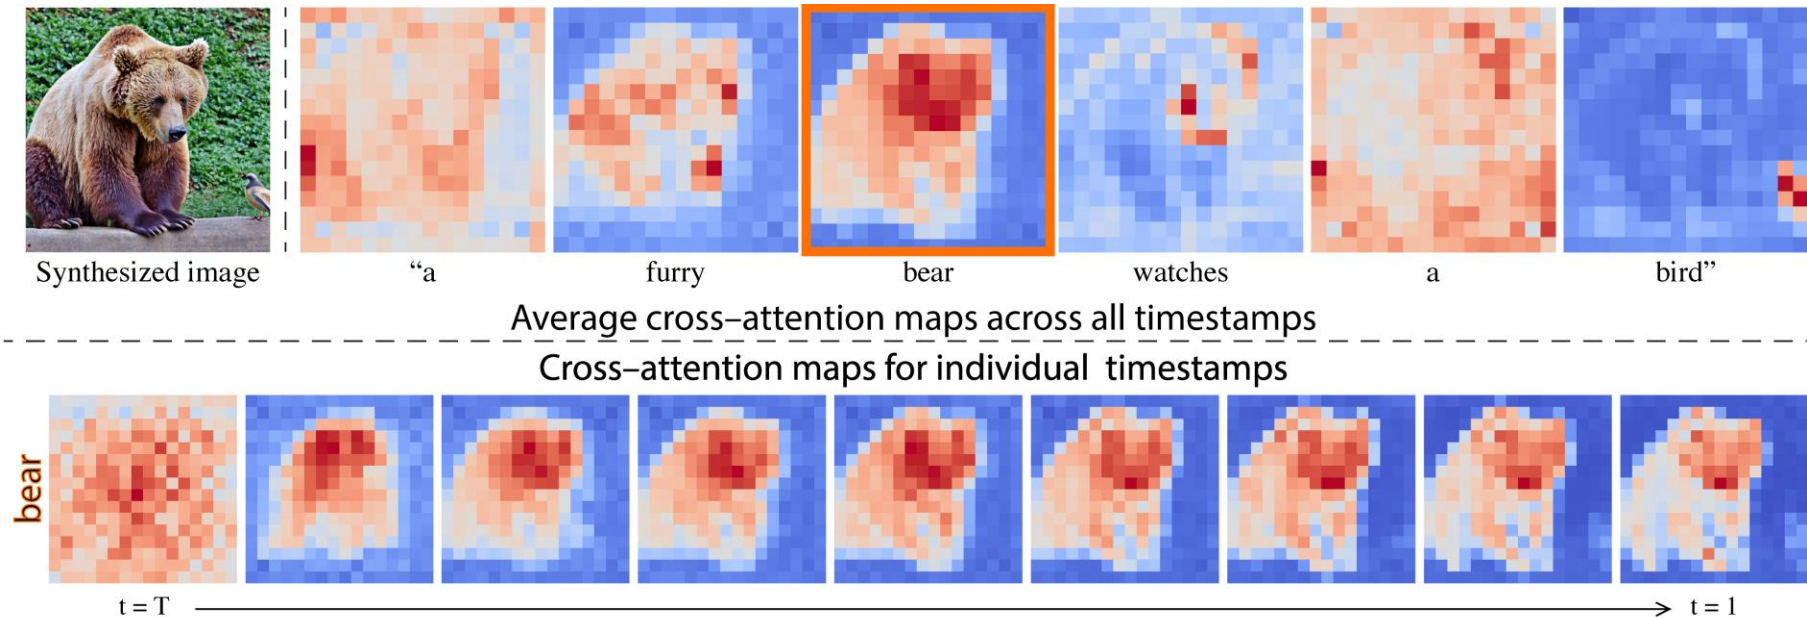 Synthesized image “a furry bear watches a bird”
Average cross–attention maps across all timestamps
Cross–attention maps for individual timestamps
bear
t = T t = 1